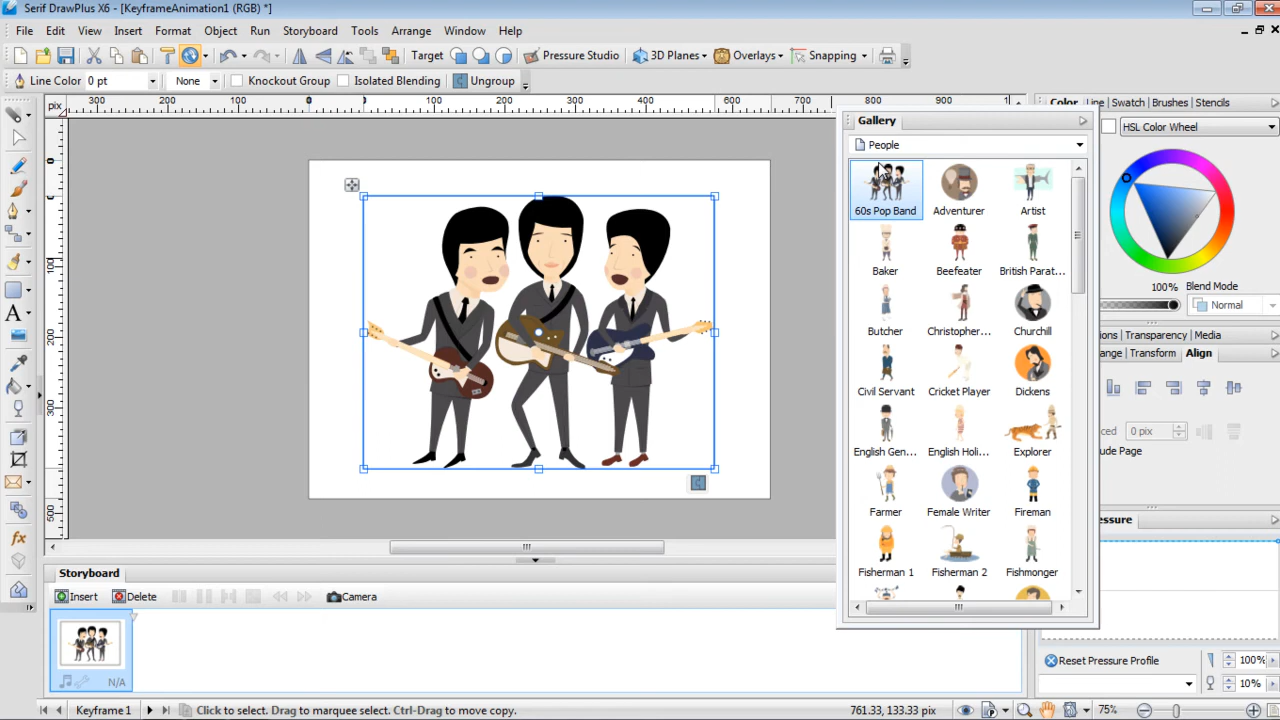 Serif DrawPlus X6 - [KeyframeAnimation1 (RGB) *]
File Edit View Insert Format Object Run Storyboard Tools Arrange Window Help
Target Pressure Studio 3D Planes Overlays Snapping
Line Color 0 pt None Knockout Group Isolated Blending Ungroup
pix 300 200 100 0 100 200 300 400 500 600 700 800 900
0
100
200
300
500
Gallery
People
60s Pop Band Adventurer Artist
Baker Beefeater British Parat...
Butcher Christopher... Churchill
Civil Servant Cricket Player Dickens
English Gen... English Holi... Explorer
Farmer Female Writer Fireman
Fisherman 1 Fisherman 2 Fishmonger
Color Line Swatch Brushes Stencils
HSL Color Wheel
100%
Blend Mode
Normal
Transparency Media
Transform Align
0 pix
Reset Pressure Profile 100%
10%
Storyboard
Insert Delete Camera
N/A
Keyframe 1 Click to select. Drag to marquee select. Ctrl-Drag to move copy. 761.33, 133.33 pix 75%